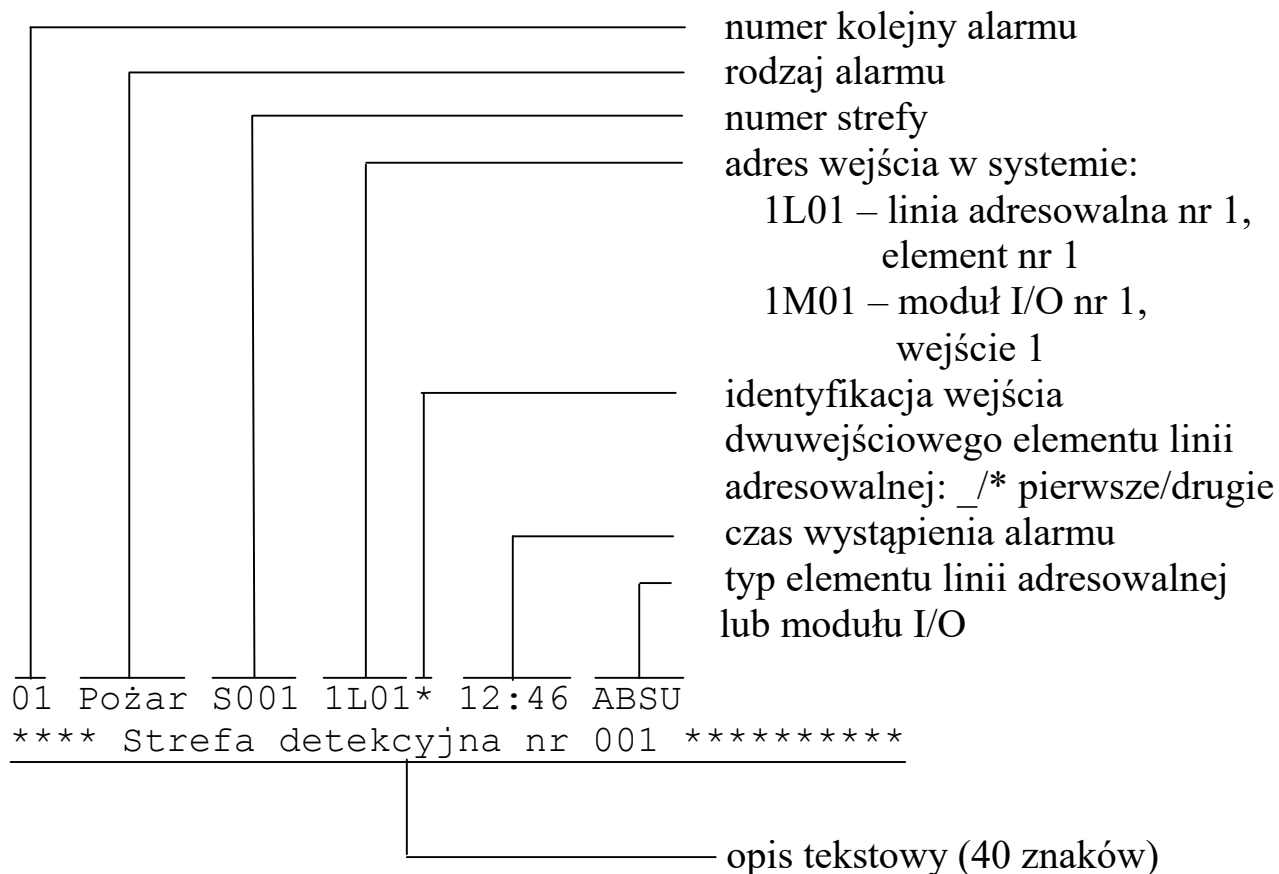 numer kolejny alarmu
rodzaj alarmu
numer strefy
adres wejścia w systemie:
1L01 – linia adresowalna nr 1,
element nr 1
1M01 – moduł I/O nr 1,
wejście 1
identyfikacja wejścia
dwuwejściowego elementu linii
adresowalnej: _/* pierwsze/drugie
czas wystąpienia alarmu
typ elementu linii adresowalnej
lub modułu I/O
01 Pożar S001 1L01* 12:46 ABSU
**** Strefa detekcyjna nr 001 **********
opis tekstowy (40 znaków)